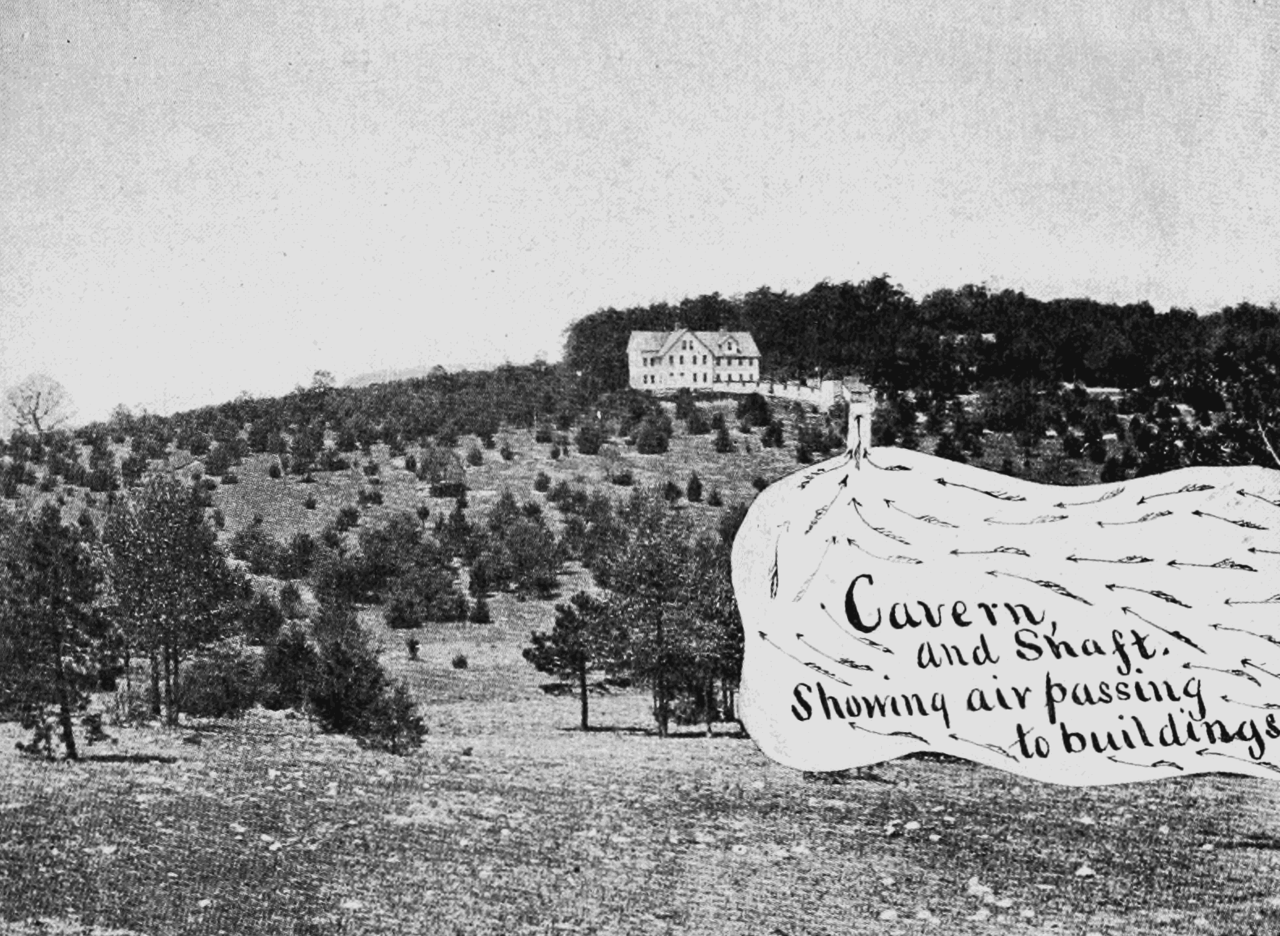 Cavern,
and Shaft.
Showing air passing
to buildings